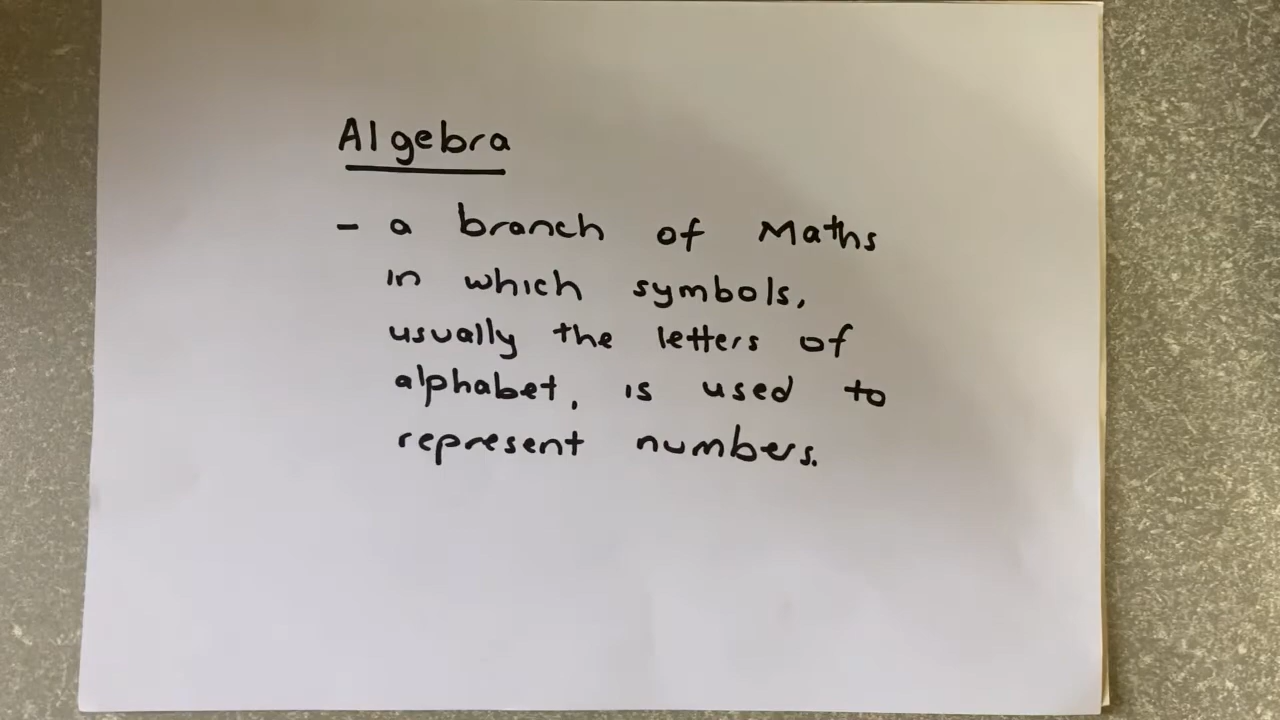 Algebra
- a branch of Maths
in which symbols,
usually the letters of
alphabet, is used to
represent numbers.